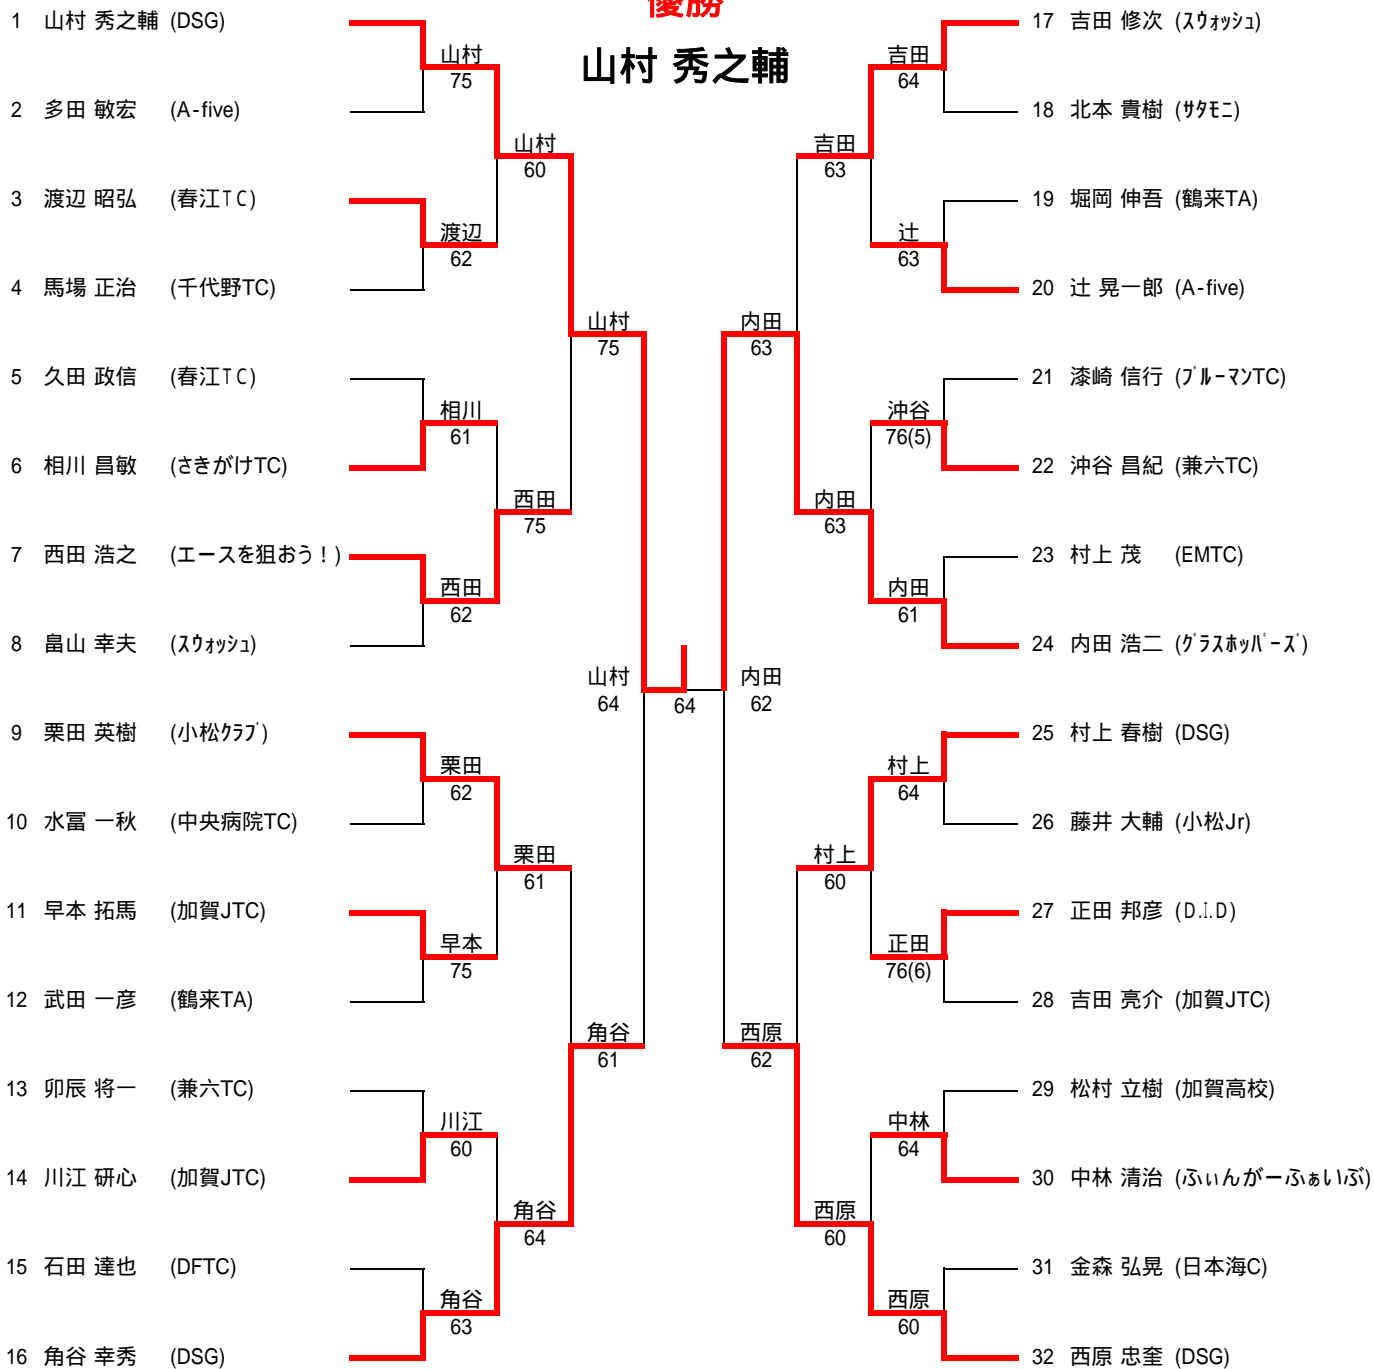 優勝
山村 秀之輔
1 山村 秀之輔 (DSG)
2 多田 敏宏 (A-five)
3 渡辺 昭弘 (春江TC)
4 馬場 正治 (千代野TC)
5 久田 政信 (春江TC)
6 相川 昌敏 (さきがけTC)
7 西田 浩之 (エースを狙おう！)
8 畠山 幸夫 (ｽｳｫｯｼｭ)
9 栗田 英樹 (小松ｸﾗﾌﾞ)
10 水冨 一秋 (中央病院TC)
11 早本 拓馬 (加賀JTC)
12 武田 一彦 (鶴来TA)
13 卯辰 将一 (兼六TC)
14 川江 研心 (加賀JTC)
15 石田 達也 (DFTC)
16 角谷 幸秀 (DSG)
山村
75
渡辺
62
相川
61
西田
62
栗田
62
早本
75
川江
60
角谷
63
山村
60
西田
75
栗田
61
角谷
64
山村
75
角谷
61
山村
64
64
内田
62
内田
63
西原
62
吉田
63
内田
63
村上
60
西原
60
吉田
64
辻
63
沖谷
76(5)
内田
61
村上
64
正田
76(6)
中林
64
西原
60
17 吉田 修次 (ｽｳｫｯｼｭ)
18 北本 貴樹 (ｻﾀﾓﾆ)
19 堀岡 伸吾 (鶴来TA)
20 辻 晃一郎 (A-five)
21 漆崎 信行 (ﾌﾞﾙｰﾏﾝTC)
22 沖谷 昌紀 (兼六TC)
23 村上 茂 (EMTC)
24 内田 浩二 (ｸﾞﾗｽﾎｯﾊﾟｰｽﾞ)
25 村上 春樹 (DSG)
26 藤井 大輔 (小松Jr)
27 正田 邦彦 (D.I.D)
28 吉田 亮介 (加賀JTC)
29 松村 立樹 (加賀高校)
30 中林 清治 (ふぃんがーふぁいぶ)
31 金森 弘晃 (日本海C)
32 西原 忠奎 (DSG)